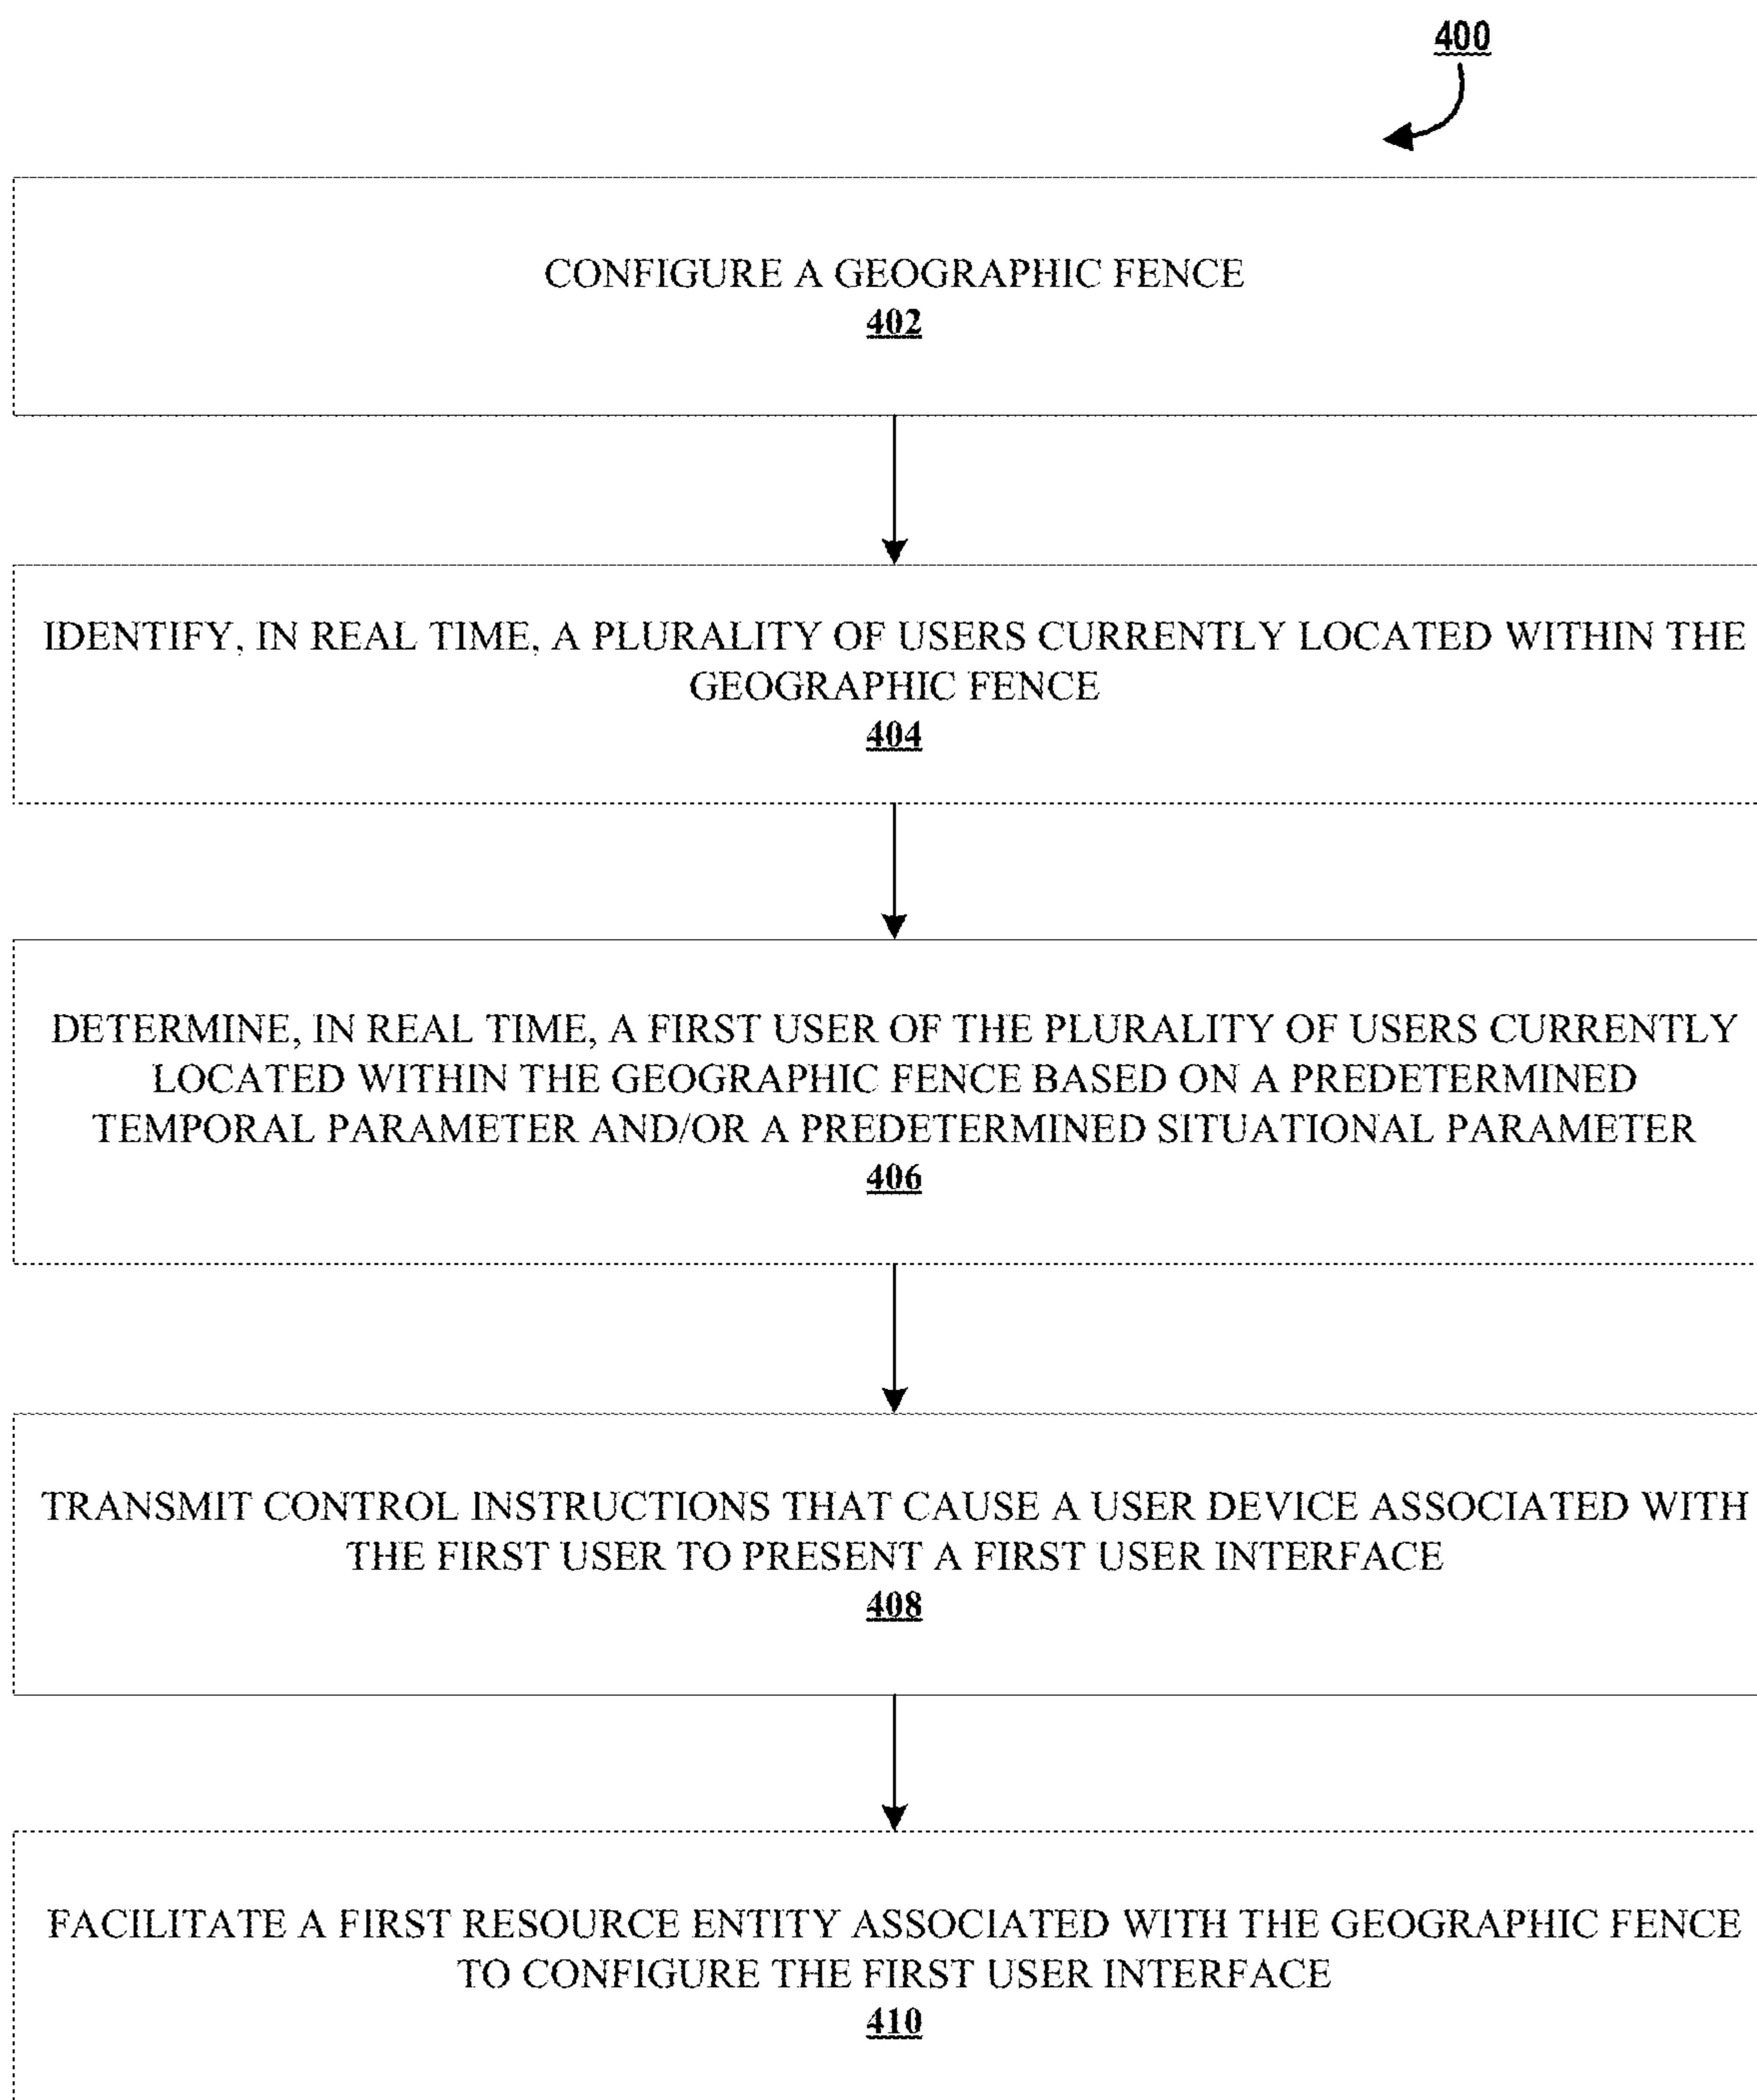 400
CONFIGURE A GEOGRAPHIC FENCE
402
IDENTIFY, IN REAL TIME, A PLURALITY OF USERS CURRENTLY LOCATED WITHIN THE
GEOGRAPHIC FENCE
404
DETERMINE, IN REAL TIME, A FIRST USER OF THE PLURALITY OF USERS CURRENTLY
LOCATED WITHIN THE GEOGRAPHIC FENCE BASED ON A PREDETERMINED
TEMPORAL PARAMETER AND/OR A PREDETERMINED SITUATIONAL PARAMETER
406
TRANSMIT CONTROL INSTRUCTIONS THAT CAUSE A USER DEVICE ASSOCIATED WITH
THE FIRST USER TO PRESENT A FIRST USER INTERFACE
408
FACILITATE A FIRST RESOURCE ENTITY ASSOCIATED WITH THE GEOGRAPHIC FENCE
TO CONFIGURE THE FIRST USER INTERFACE
410